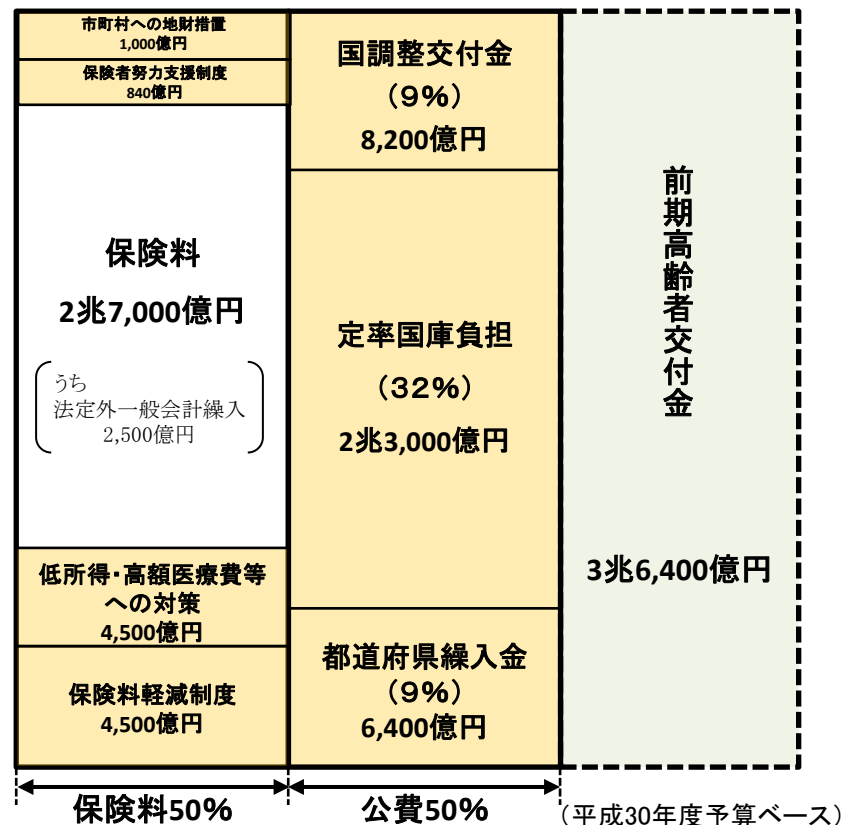 市町村への地財措置
1,000億円
保険者努力支援制度
840億円
保険料
2兆7,000億円
うち
法定外一般会計繰入
2,500億円
低所得・高額医療費等
への対策
4,500億円
保険料軽減制度
4,500億円
国調整交付金
（9%）
8,200億円
定率国庫負担
（32%）
2兆3,000億円
都道府県繰入金
（9%）
6,400億円
前期高齢者交付金
3兆6,400億円
保険料50%
公費50%
（平成30年度予算ベース）